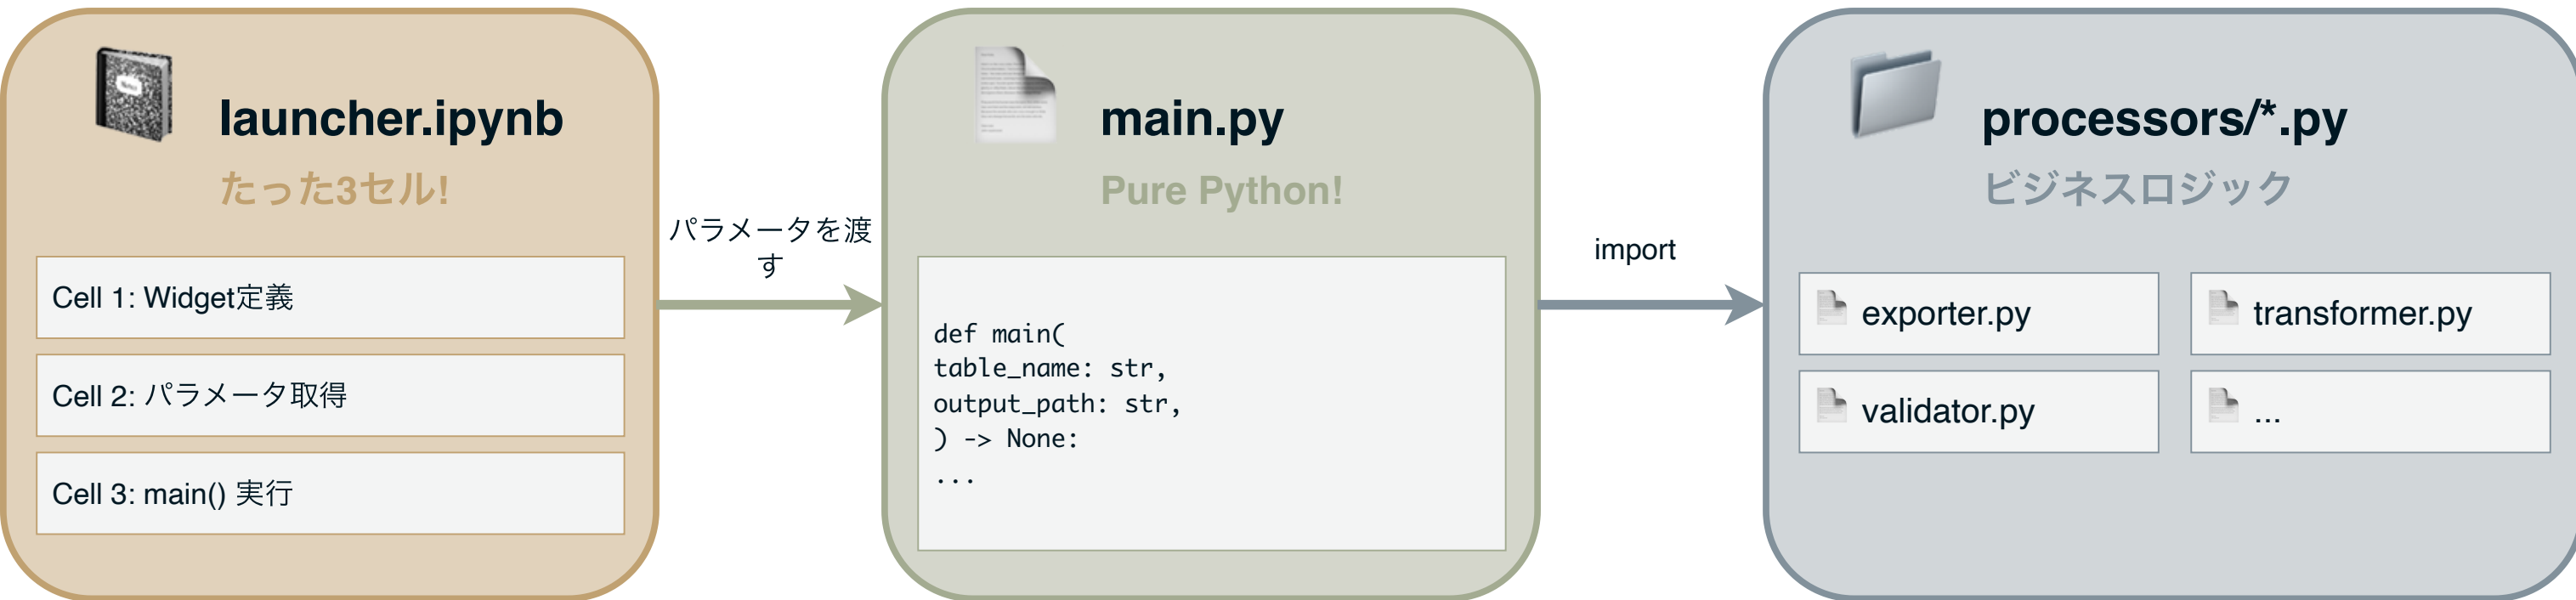 launcher.ipynb
たった3セル!
Cell 1: Widget定義
Cell 2: パラメータ取得
Cell 3: main() 実行
パラメータを渡
す
main.py
Pure Python!
def main(
table_name: str,
output_path: str,
) -> None:
...
import
processors/*.py
ビジネスロジック
exporter.py
transformer.py
validator.py
...